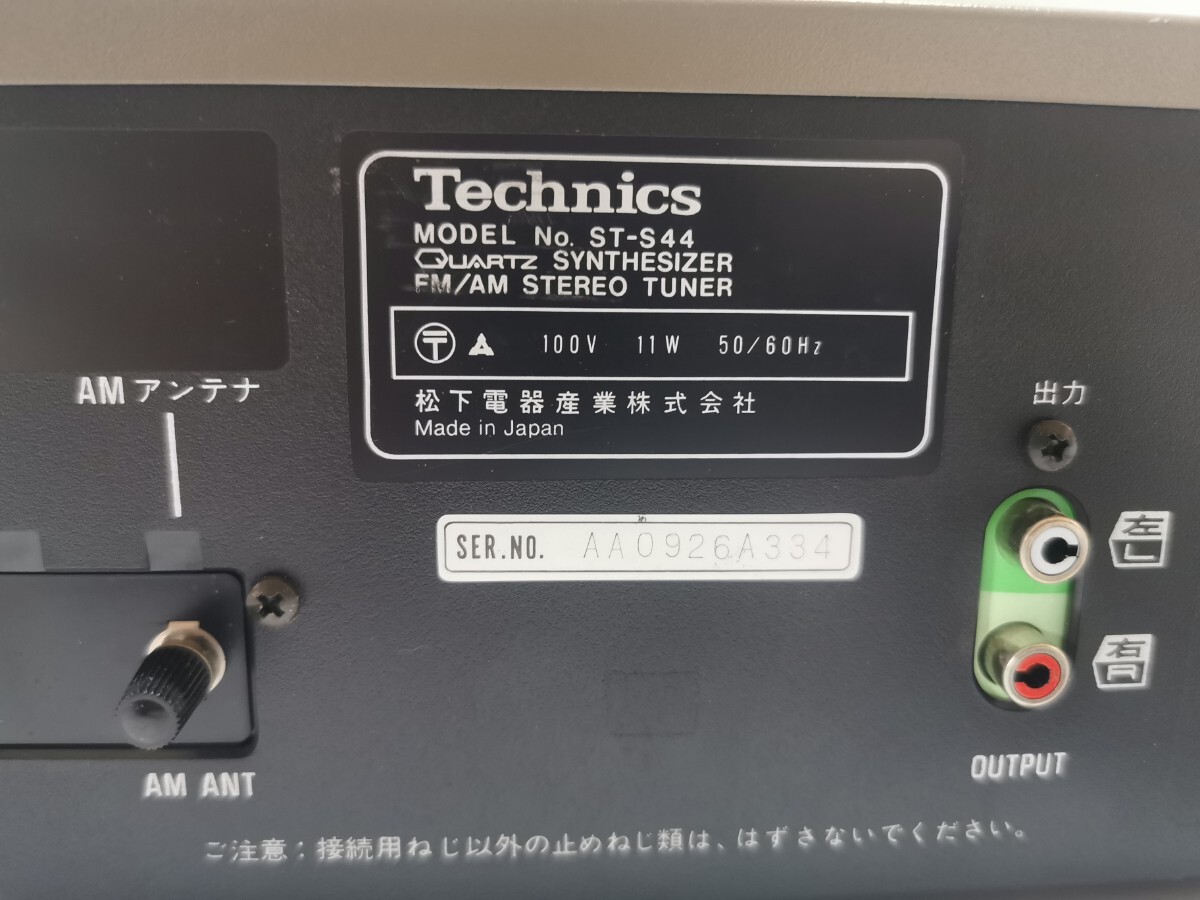 Technics
MODEL No. ST-S44
QUARTZ SYNTHESIZER
FM/AM STEREO TUNER
〒 100V 11W 50/60Hz
松下電器産業株式会社
Made in Japan
AM アンテナ
出力
SER.NO. AA0926A334
左L
右R
AM ANT
OUTPUT
ご注意：接続用ねじ以外の止めねじ類は、はずさないでください。